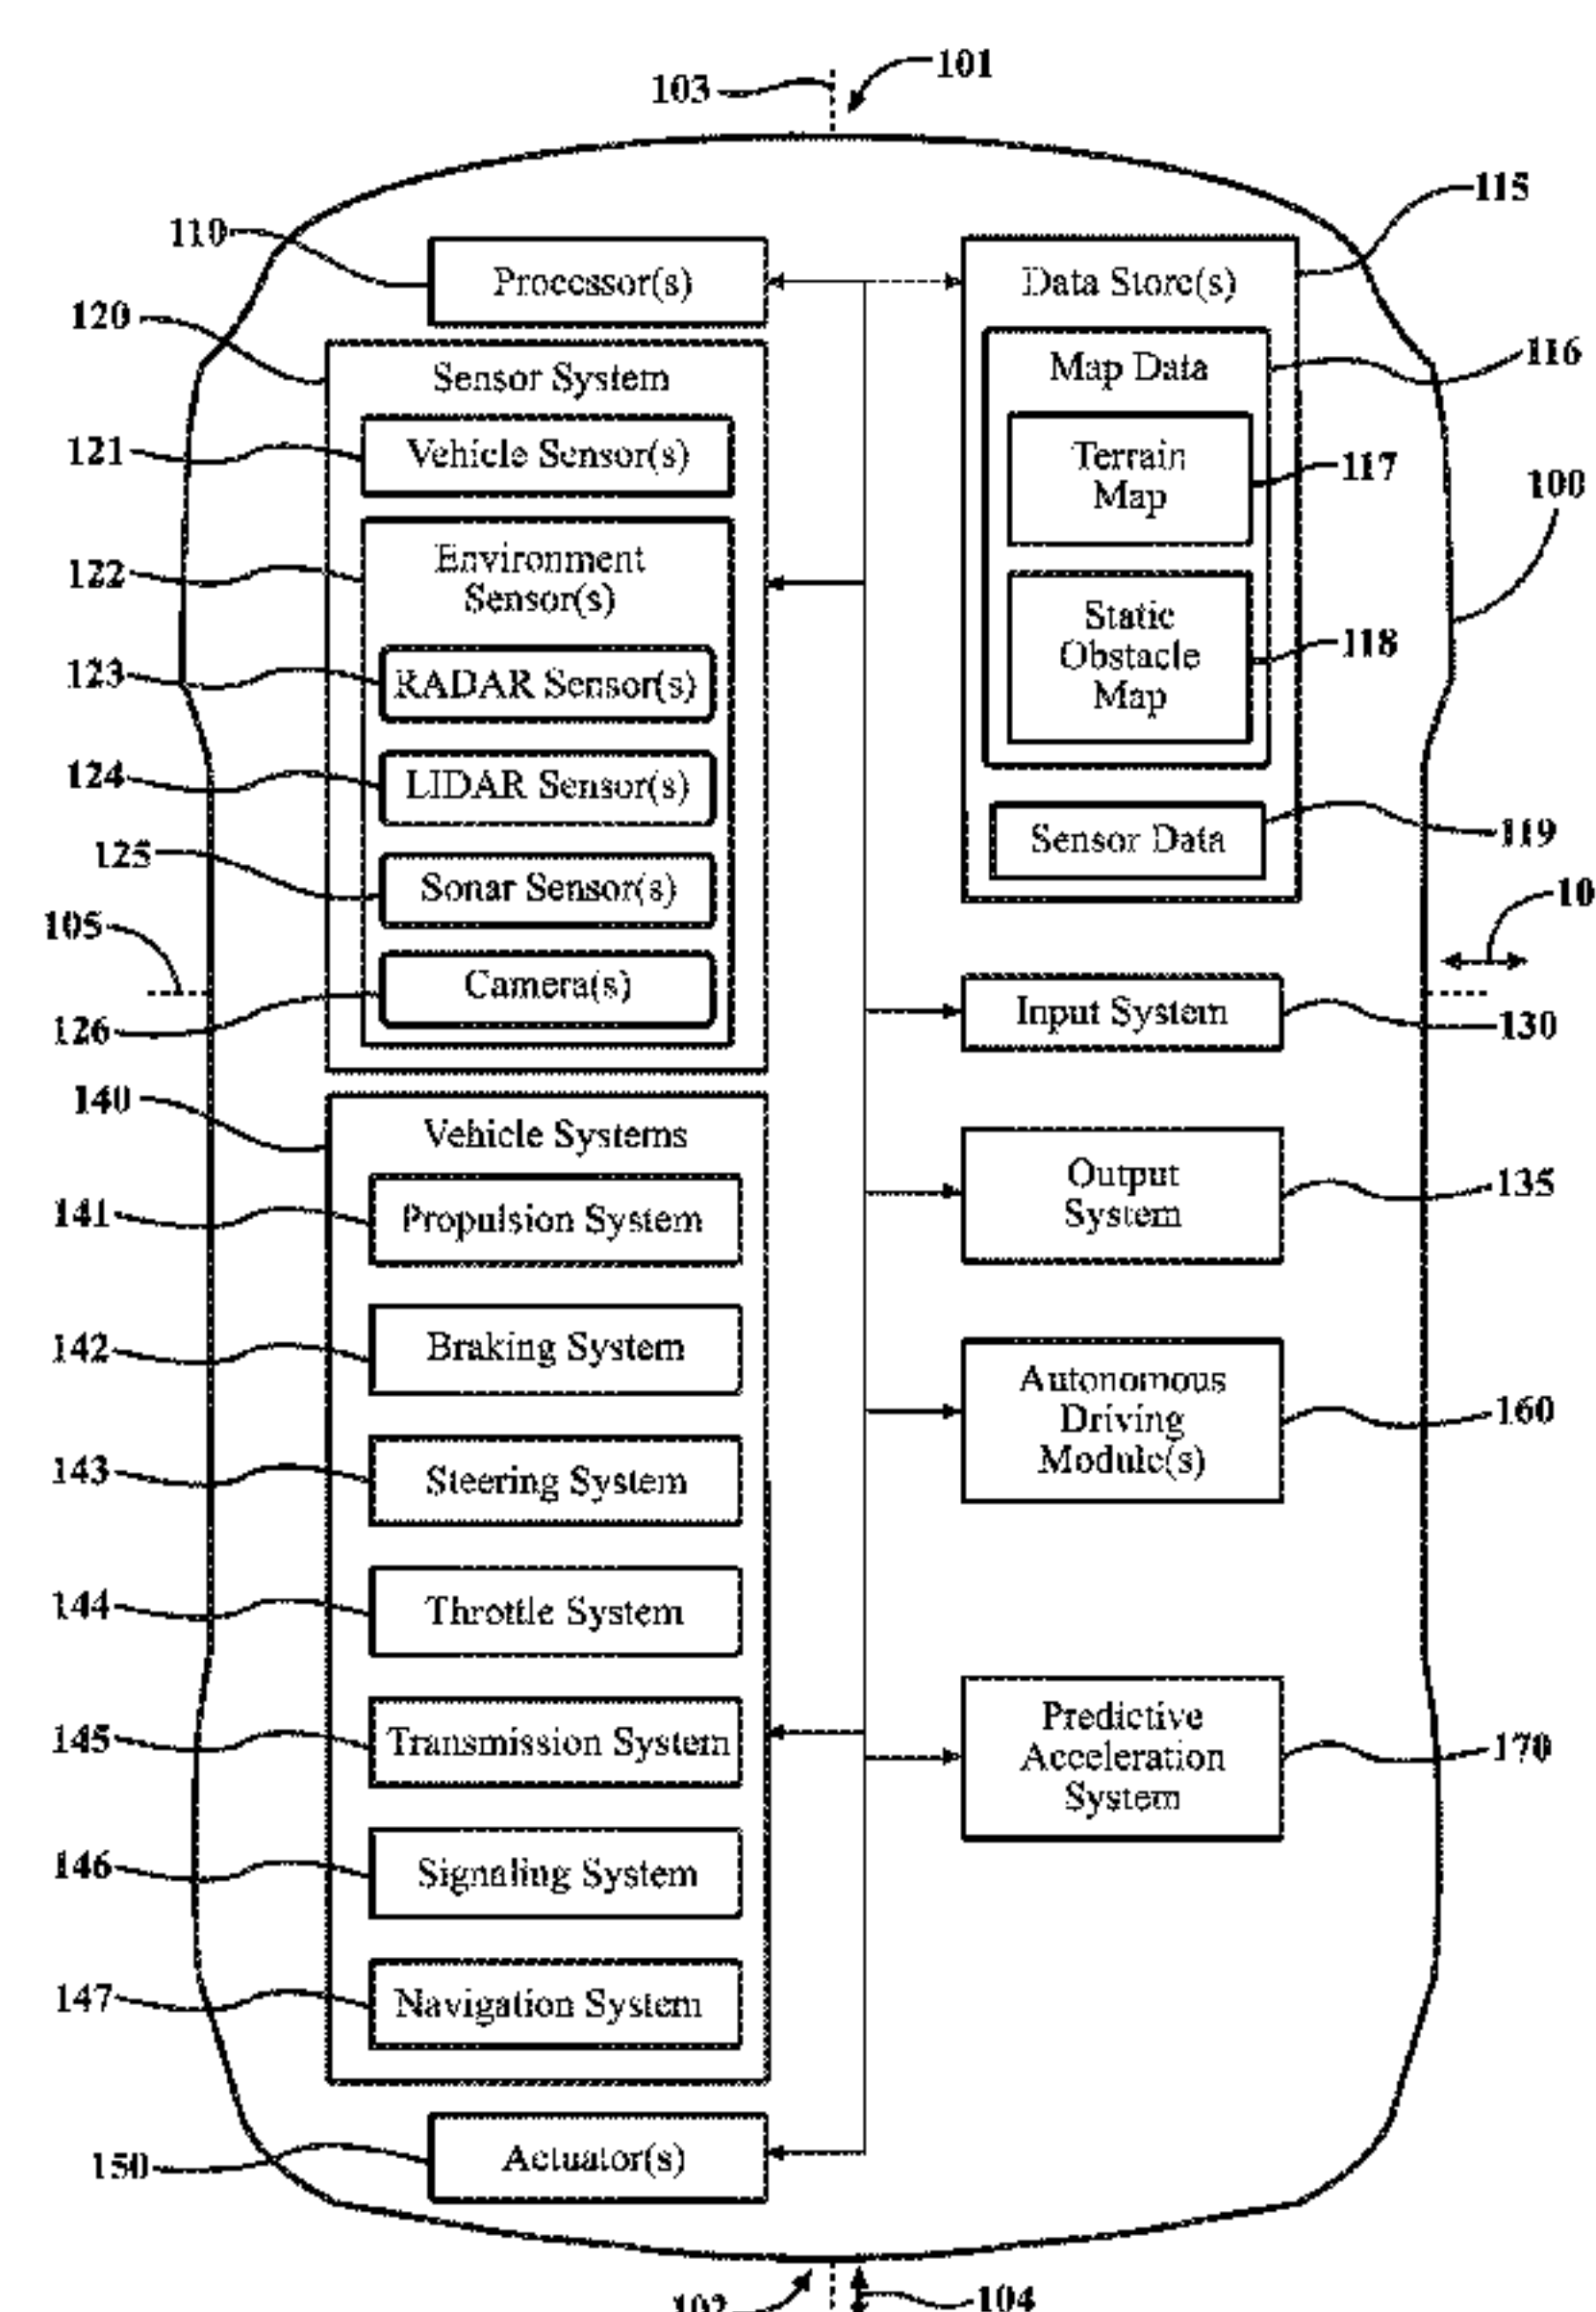 103
101
115
110
Processor(s)
Data Store(s)
120
Sensor System
Map Data
116
121
Vehicle Sensor(s)
Terrain
Map
117
100
122
Environment
Sensor(s)
Static
Obstacle
Map
118
123
RADAR Sensor(s)
124
LIDAR Sensor(s)
Sensor Data
119
125
Sonar Sensor(s)
105
10
Camera(s)
126
Input System
130
140
Vehicle Systems
Output
System
135
141
Propulsion System
142
Braking System
Autonomous
Driving
Module(s)
160
143
Steering System
144
Throttle System
145
Transmission System
Predictive
Acceleration
System
170
146
Signaling System
147
Navigation System
150
Actuator(s)
102
104